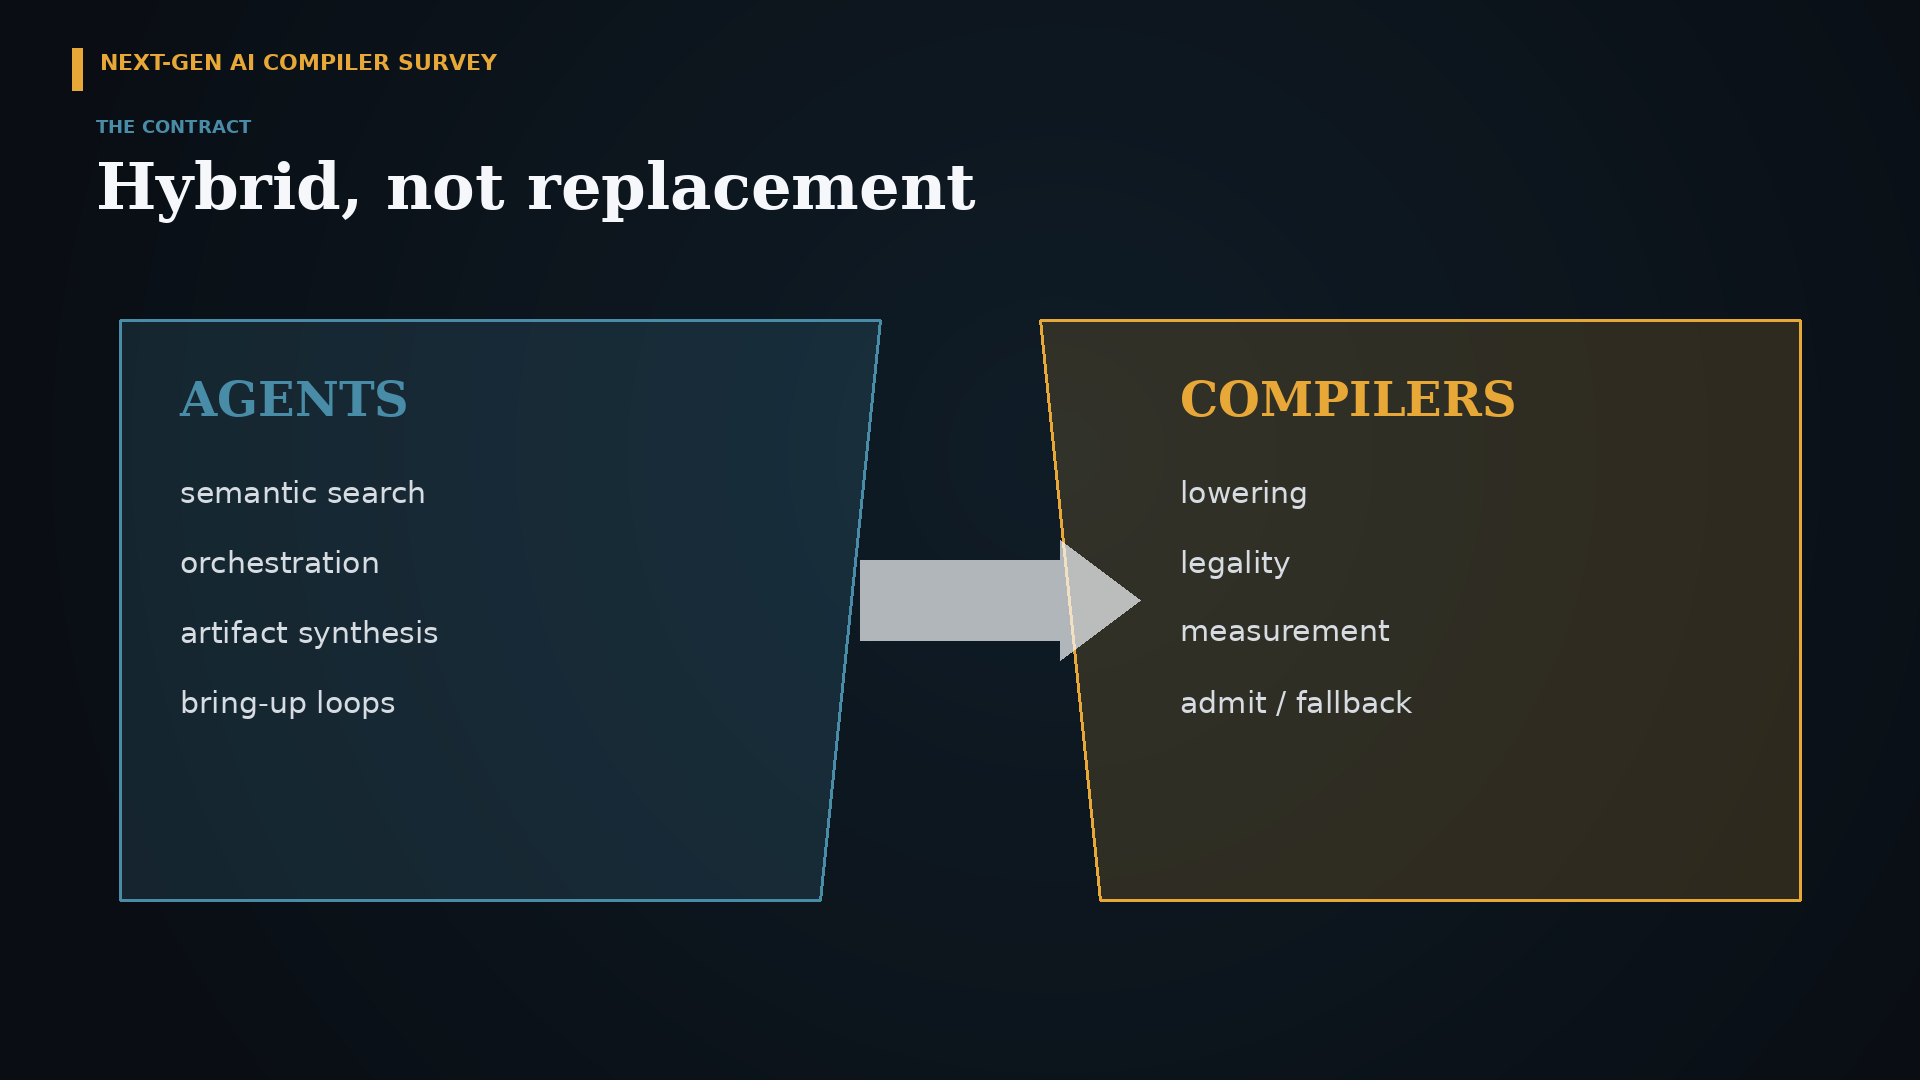 NEXT-GEN AI COMPILER SURVEY
THE CONTRACT
Hybrid, not replacement
AGENTS
semantic search
orchestration
artifact synthesis
bring-up loops
COMPILERS
lowering
legality
measurement
admit / fallback